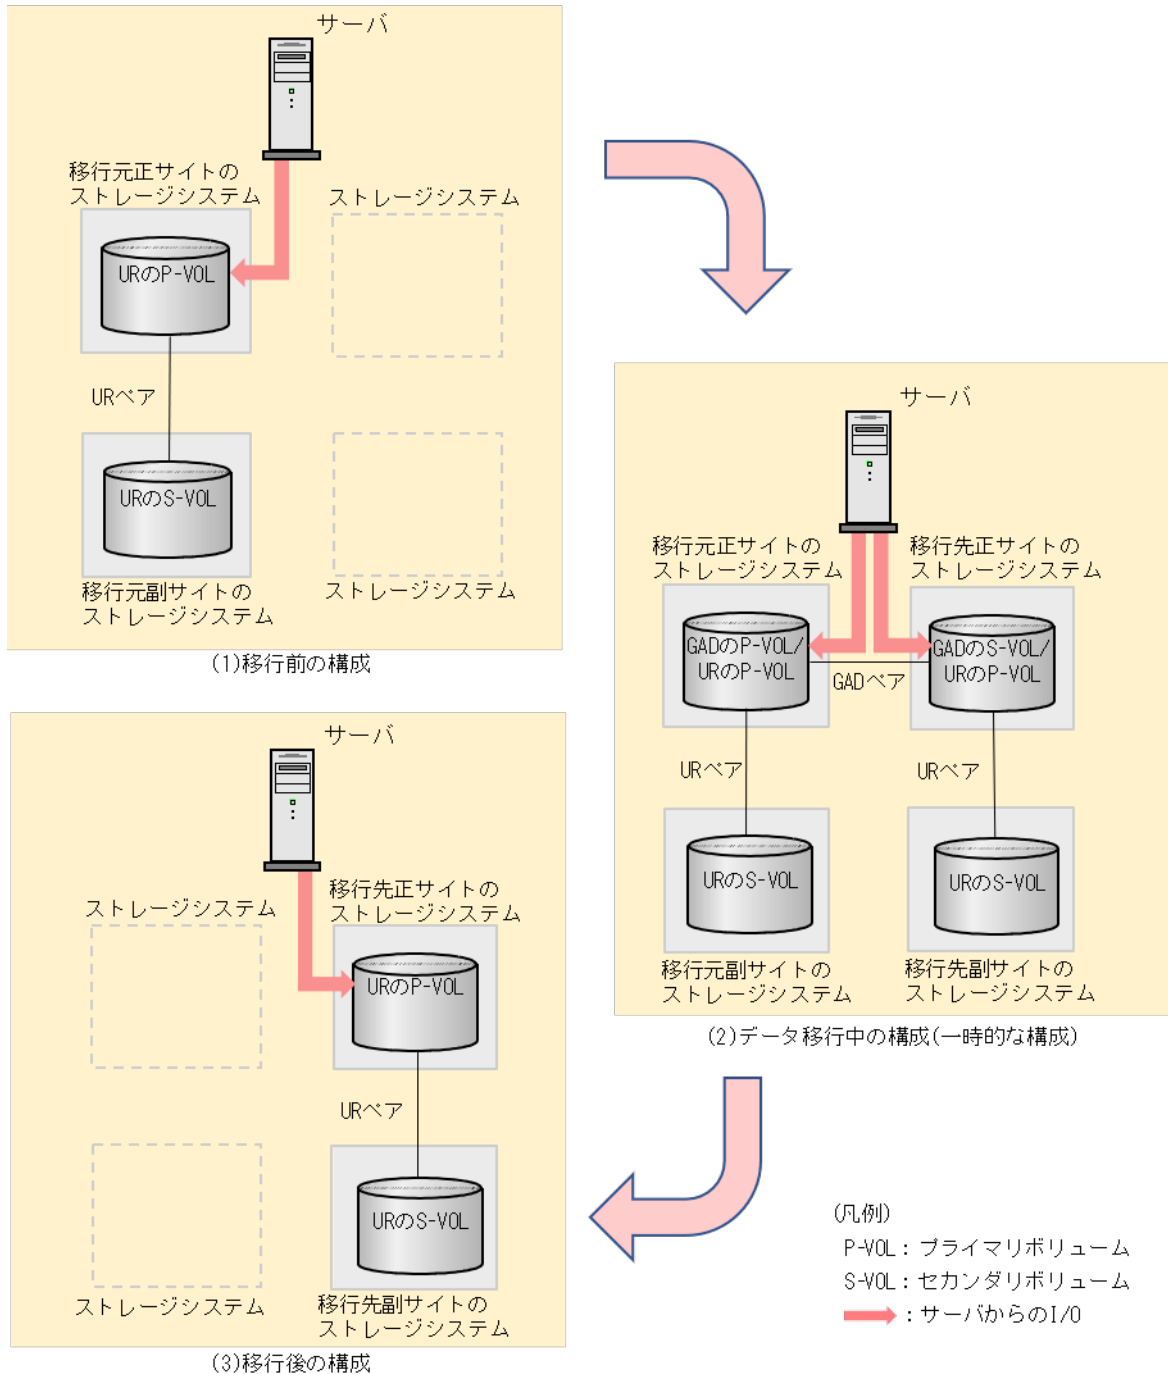 サーバ
移行元正サイトの
ストレージシステム
ストレージシステム
URのP-VOL
URペア
URのS-VOL
移行元副サイトの
ストレージシステム
ストレージシステム
(1)移行前の構成
サーバ
移行元正サイトの
ストレージシステム
移行先正サイトの
ストレージシステム
GADのP-VOL/
URのP-VOL
GADのS-VOL/
URのP-VOL
GADペア
URペア
URペア
URのS-VOL
URのS-VOL
移行元副サイトの
ストレージシステム
移行先副サイトの
ストレージシステム
(2)データ移行中の構成(一時的な構成)
サーバ
ストレージシステム
移行先正サイトの
ストレージシステム
URのP-VOL
URペア
URのS-VOL
ストレージシステム
移行先副サイトの
ストレージシステム
(3)移行後の構成
(凡例)
P-VOL：プライマリボリューム
S-VOL：セカンダリボリューム
：サーバからのI/O